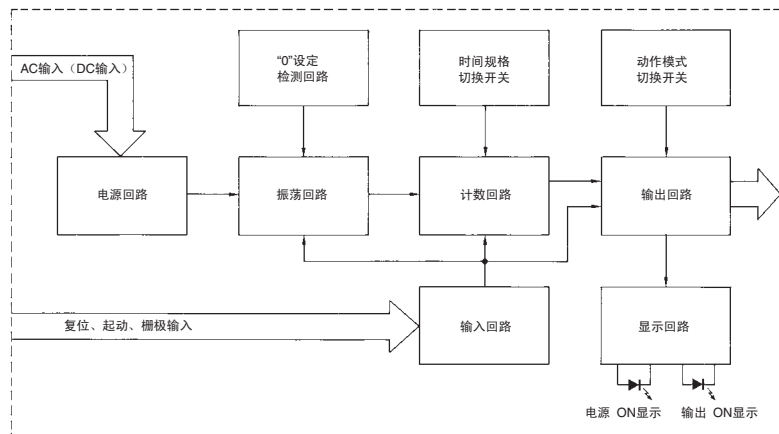 AC输入（DC输入）
“0”设定
检测回路
时间规格
切换开关
动作模式
切换开关
电源回路
振荡回路
计数回路
输出回路
复位、起动、栅极输入
输入回路
显示回路
电源 ON显示
输出 ON显示